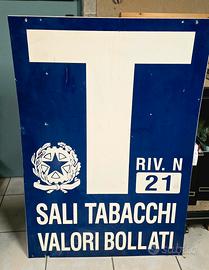 T
RIV. N
21
SALI TABACCHI
VALORI BOLLATI